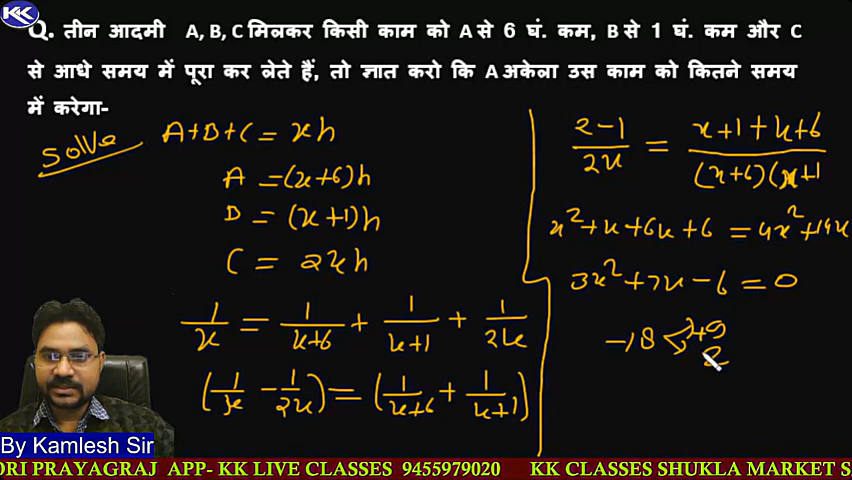 KK
Q. तीन आदमी A, B, C मिलकर किसी काम को A से 6 घं. कम, B से 1 घं. कम और C
से आधे समय में पूरा कर लेते हैं, तो ज्ञात करो कि A अकेला उस काम को कितने समय
में करेगा-
Solve
A+B+C = xh
A = (x+6)h
B = (x+1)h
C = 2xh
1/x = 1/(x+6) + 1/(x+1) + 1/2x
(1/x - 1/2x) = (1/(x+6) + 1/(x+1))
(2-1)/2x = (x+1+x+6)/((x+6)(x+1
x²+x+6x+6 = 4x²+14x
3x²+7x-6=0
-18 < +9
2
By Kamlesh Sir
ORI PRAYAGRAJ APP- KK LIVE CLASSES 9455979020 KK CLASSES SHUKLA MARKET S